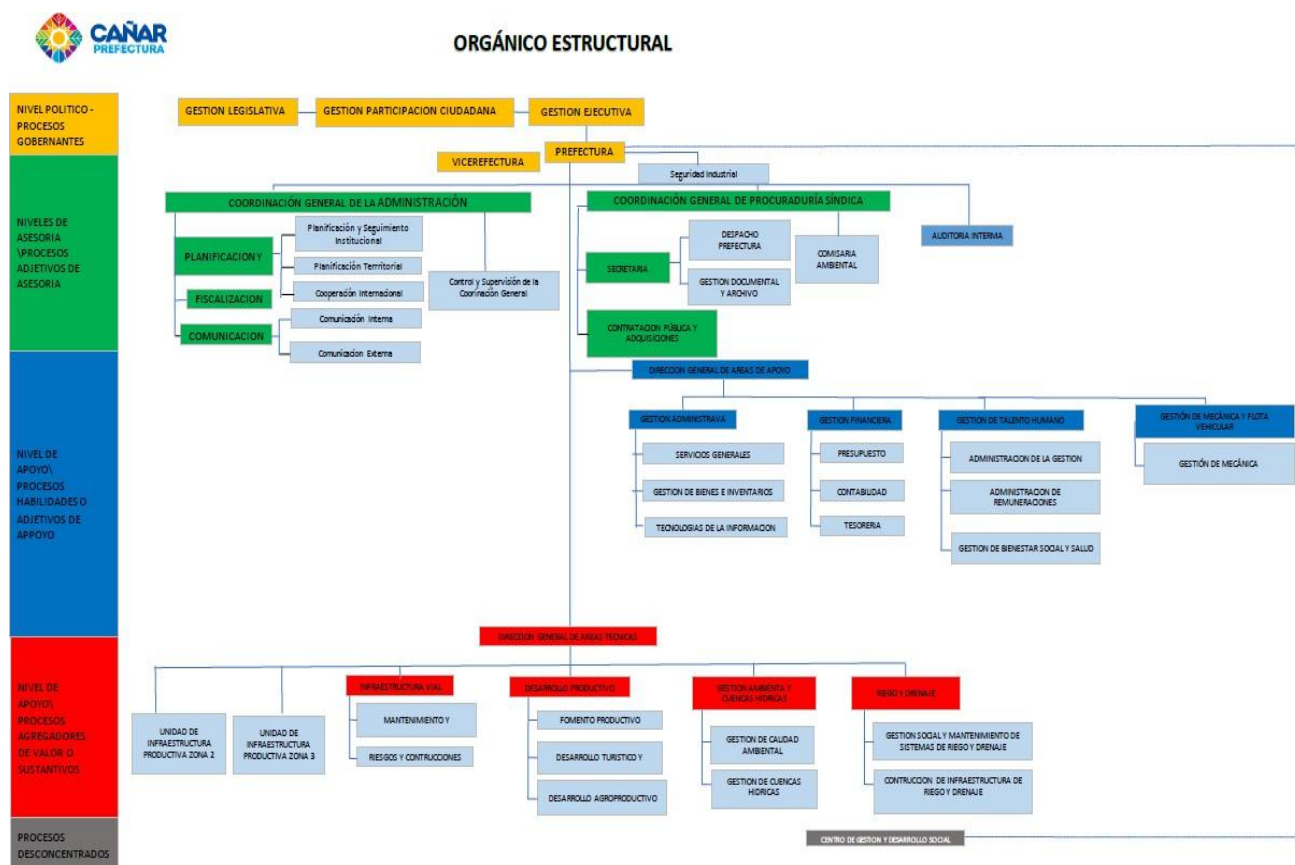 CAÑAR
PREFECTURA
ORGÁNICO ESTRUCTURAL
NIVEL POLITICO -
PROCESOS
GOBERNANTES
GESTION LEGISLATIVA
GESTION PARTICIPACION CIUDADANA
GESTION EJECUTIVA
PREFECTURA
VICEREFECTURA
Seguridad Industrial
NIVELES DE
ASESORIA
\PROCESOS
ADJETIVOS DE
ASESORIA
COORDINACIÓN GENERAL DE LA ADMINISTRACIÓN
PLANIFICACION Y
Planificación y Seguimiento
Institucional
Planificación Terrritorial
Cooperación Internacional
FISCALIZACION
COMUNICACION
Comunicación Interna
Comunicacion Externa
Control y Supervisión de la
Coorinación General
COORDINACIÓN GENERAL DE PROCURADURÍA SÍNDICA
SECRETARIA
DESPACHO
PREFECTURA
GESTION DOCUMENTAL
Y ARCHIVO
COMISARIA
AMBIENTAL
CONTRATACION PÚBLICA Y
ADQUISICIONES
AUDITORIA INTERMA
NIVEL DE
APOYO\
PROCESOS
HABILIDADES O
ADJETIVOS DE
APPOYO
DIRECCION GENERAL DE AREAS DE APOYO
GESTION ADMINISTRAVA
SERVICIOS GENERALES
GESTION DE BIENES E INVENTARIOS
TECNOLOGIAS DE LA INFORMACION
GESTION FINANCIERA
PRESUPUESTO
CONTABILIDAD
TESORERIA
GESTION DE TALENTO HUMANO
ADMINISTRACION DE LA GESTION
ADMINISTRACION DE
REMUNERACIONES
GESTION DE BIENESTAR SOCIAL Y SALUD
GESTIÓN DE MECÁNICA Y FLOTA
VEHICULAR
GESTIÓN DE MECÁNICA
NIVEL DE
APOYO\
PROCESOS
AGREGADORES
DE VALOR O
SUSTANTIVOS
DIRECCION GENERAL DE AREAS TECNICAS
UNIDAD DE
INFRAESTRUCTURA
PRODUCTIVA ZONA 2
UNIDAD DE
INFRAESTRUCTURA
PRODUCTIVA ZONA 3
INFRAESTRUCTURA VIAL
MANTENIMIENTO Y
RIESGOS Y CONTRUCCIONES
DESARROLLO PRODUCTIVO
FOMENTO PRODUCTIVO
DESARROLLO TURISTICO Y
DESARROLLO AGROPRODUCTIVO
GESTION AMBIENTA Y
CUENCAS HIDRICAS
GESTION DE CALIDAD
AMBIENTAL
GESTION DE CUENCAS
HIDRICAS
RIEGO Y DRENAJE
GESTION SOCIAL Y MANTENIMIENTO DE
SISTEMAS DE RIEGO Y DRENAJE
CONTRUCCION DE INFRAESTRUCTURA DE
RIEGO Y DRENAJE
PROCESOS
DESCONCENTRADOS
CENTRO DE GESTION Y DESARROLLO SOCIAL